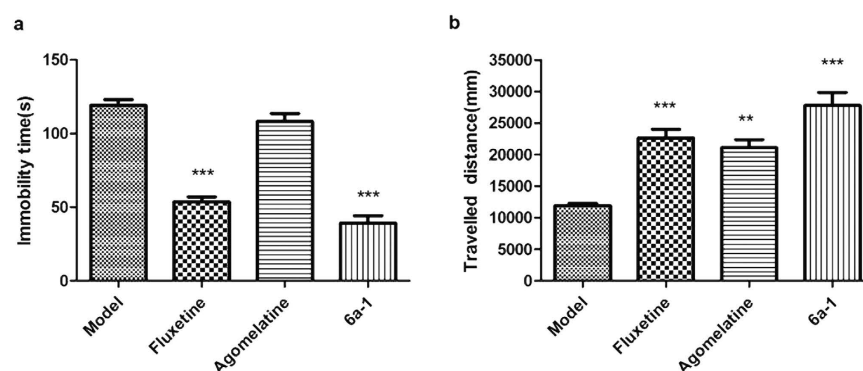 a
Immobility time(s)
150
100
50
0
***
***
Model
Fluxetine
Agomelatine
6a-1
b
Travelled distance(mm)
35000
30000
25000
20000
15000
10000
5000
0
***
**
***
Model
Fluxetine
Agomelatine
6a-1